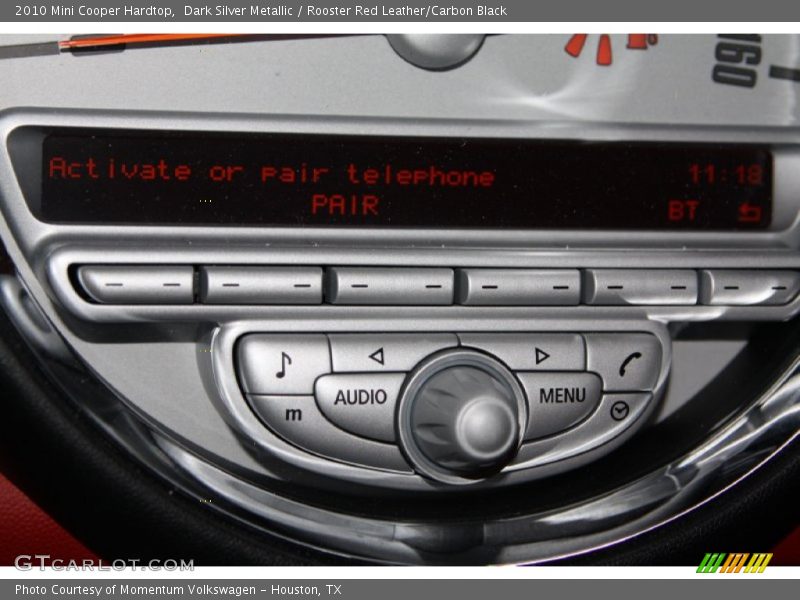 2010 Mini Cooper Hardtop,  Dark Silver Metallic / Rooster Red Leather/Carbon Black
160
Activate or pair telephone 11:18
PAIR BT
AUDIO MENU
m
GTCARLOT.COM
Photo Courtesy of Momentum Volkswagen - Houston, TX